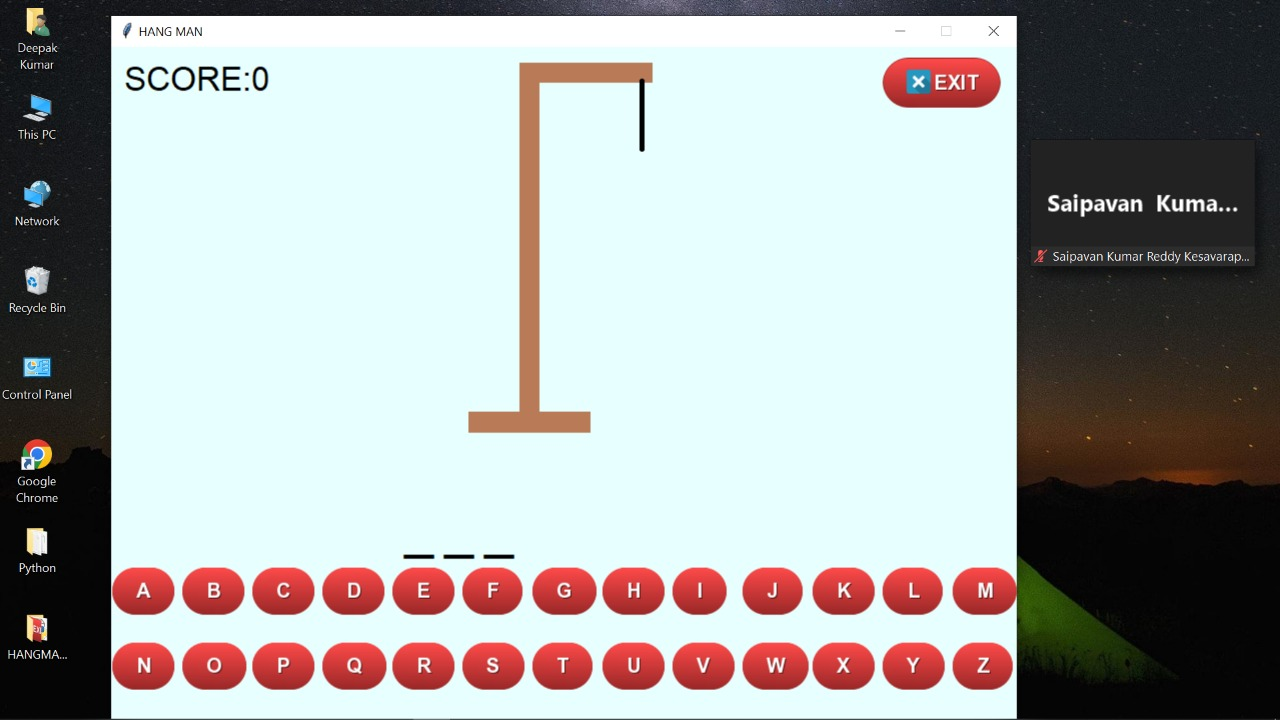 HANG MAN
SCORE:0
EXIT
A B C D E F G H I J K L M
N O P Q R S T U V W X Y Z
Deepak
Kumar
This PC
Network
Recycle Bin
Control Panel
Google
Chrome
Python
HANGMA...
Saipavan Kuma...
Saipavan Kumar Reddy Kesavarap...